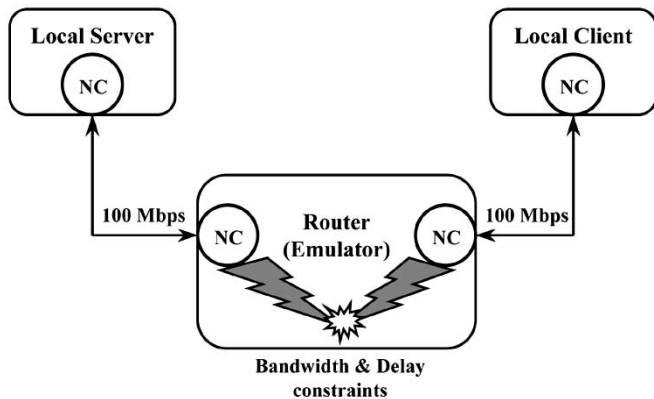 Local Server
NC
Local Client
NC
100 Mbps
NC
Router
(Emulator)
NC
100 Mbps
Bandwidth & Delay
constraints